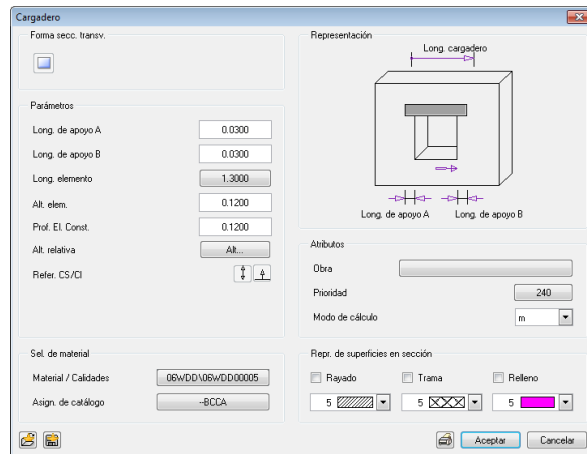 Cargadero
Forma secc. transv.
Parámetros
Long. de apoyo A 0.0300
Long. de apoyo B 0.0300
Long. elemento 1.3000
Alt. elem. 0.1200
Prof. El. Const. 0.1200
Alt. relativa Alt...
Refer. CS/CI
Sel. de material
Material / Calidades 06WDD\06WDD00005
Asign. de catálogo --BCCA
Representación
Long. cargadero
Long. de apoyo A Long. de apoyo B
Atributos
Obra
Prioridad 240
Modo de cálculo m
Repr. de superficies en sección
Rayado Trama Relleno
5 5 5
Aceptar Cancelar